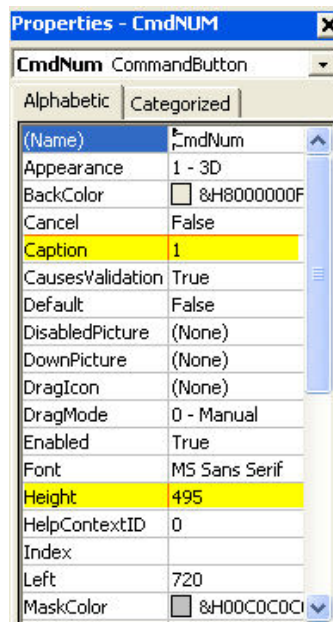 Properties - CmdNUM
CmdNum CommandButton
Alphabetic Categorized
(Name) CmdNum
Appearance 1 - 3D
BackColor &H8000000F
Cancel False
Caption 1
CausesValidation True
Default False
DisabledPicture (None)
DownPicture (None)
DragIcon (None)
DragMode 0 - Manual
Enabled True
Font MS Sans Serif
Height 495
HelpContextID 0
Index
Left 720
MaskColor &H00C0C0C(